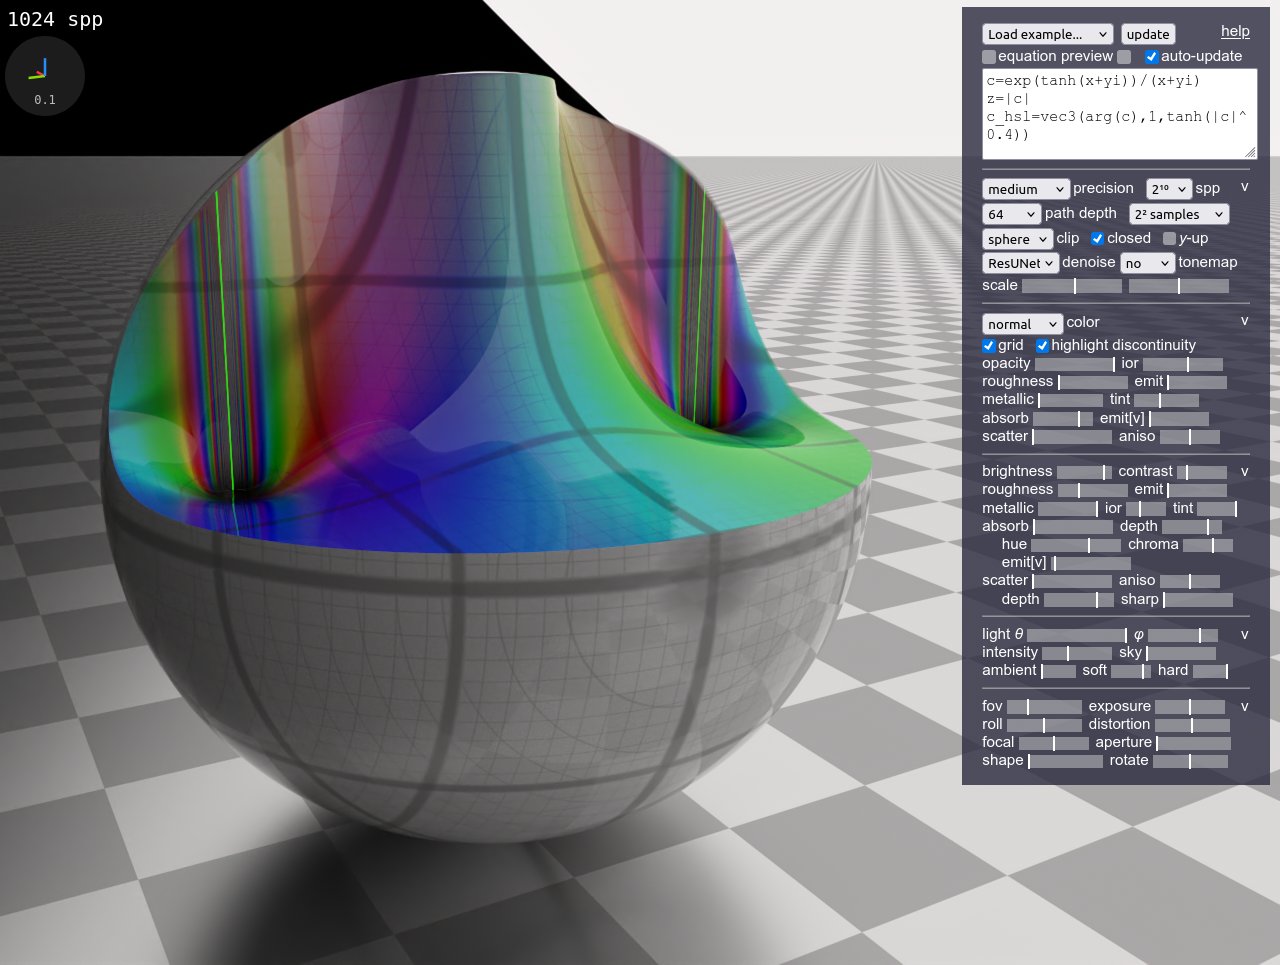 1024 spp
0.1
Load example... update help
equation preview auto-update
c=exp(tanh(x+yi))/(x+yi)
z=|c|
c_hsl=vec3(arg(c),1,tanh(|c|^
0.4))
medium precision 2¹⁰ spp v
64 path depth 2² samples
sphere clip closed y-up
ResUNet denoise no tonemap
scale
normal color v
grid highlight discontinuity
opacity ior
roughness emit
metallic tint
absorb emit[v]
scatter aniso
brightness contrast v
roughness emit
metallic ior tint
absorb depth
hue chroma
emit[v]
scatter aniso
depth sharp
light θ φ v
intensity sky
ambient soft hard
fov exposure v
roll distortion
focal aperture
shape rotate